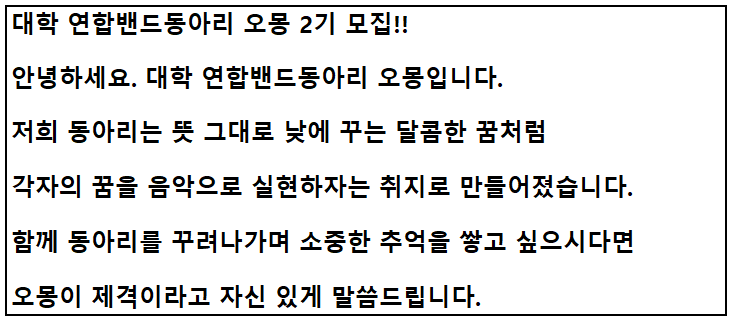 대학 연합밴드동아리 오몽 2기 모집!!
안녕하세요. 대학 연합밴드동아리 오몽입니다.
저희 동아리는 뜻 그대로 낮에 꾸는 달콤한 꿈처럼
각자의 꿈을 음악으로 실현하자는 취지로 만들어졌습니다.
함께 동아리를 꾸려나가며 소중한 추억을 쌓고 싶으시다면
오몽이 제격이라고 자신 있게 말씀드립니다.